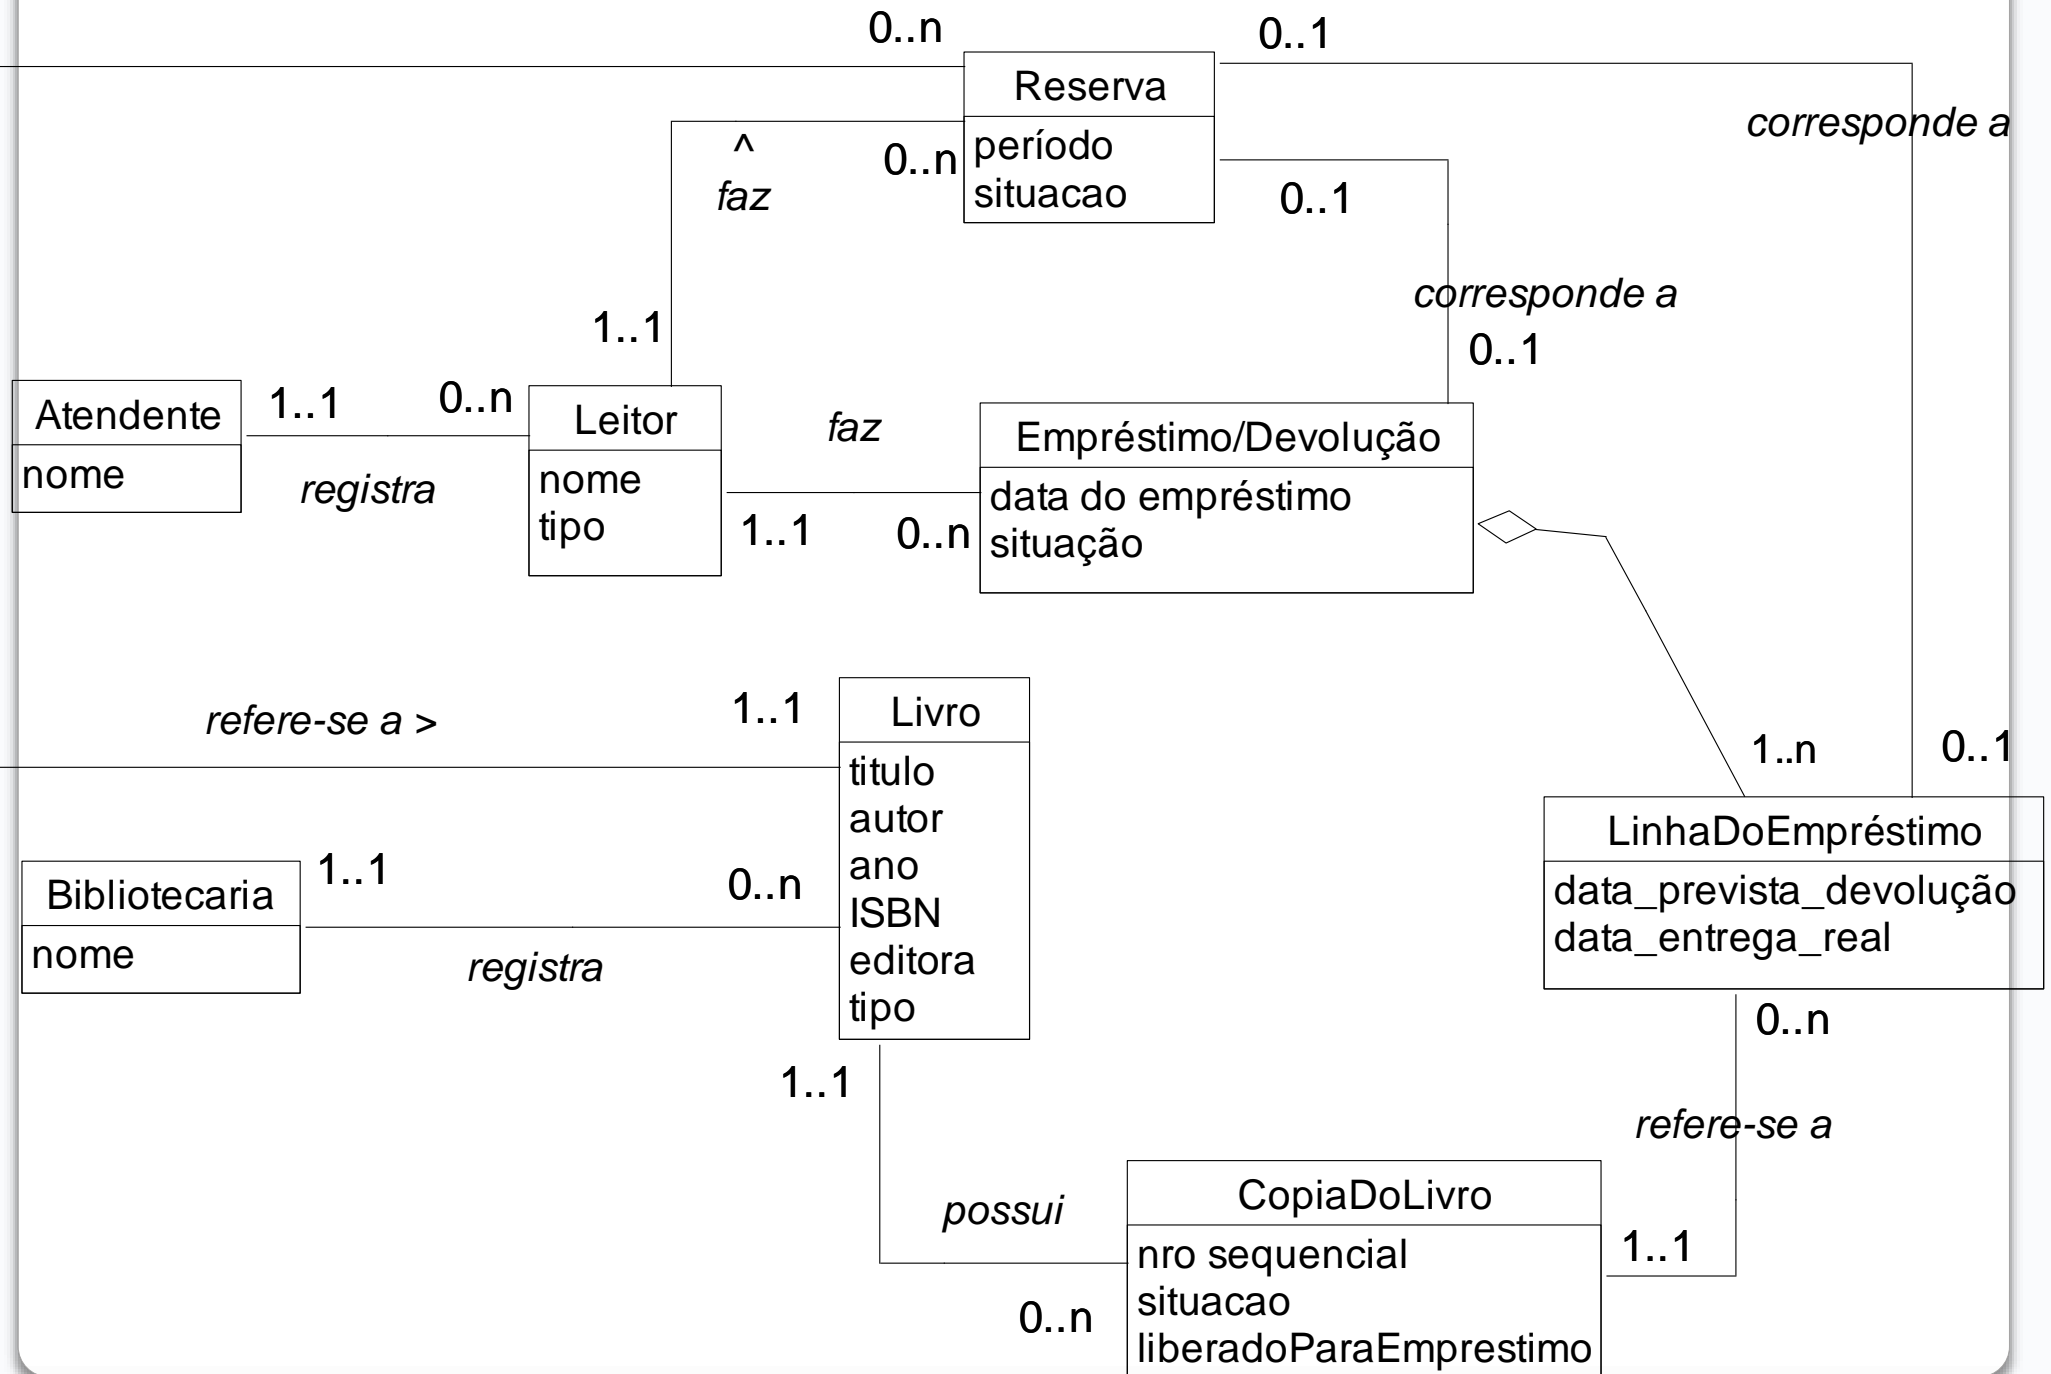 0..n
0..1
Reserva
corresponde a
^
0..n
período
faz
situacao
0..1
corresponde a
1..1
0..1
Atendente
1..1
0..n
Leitor
faz
Empréstimo/Devolução
nome
registra
nome
tipo
1..1
0..n
data do empréstimo
situação
refere-se a >
1..1
Livro
1..n
0..1
titulo
autor
ano
ISBN
editora
tipo
LinhaDoEmpréstimo
data_prevista_devolução
data_entrega_real
Bibliotecaria
1..1
0..n
nome
registra
0..n
1..1
refere-se a
possui
CopiaDoLivro
nro sequencial
situacao
liberadoParaEmprestimo
1..1
0..n